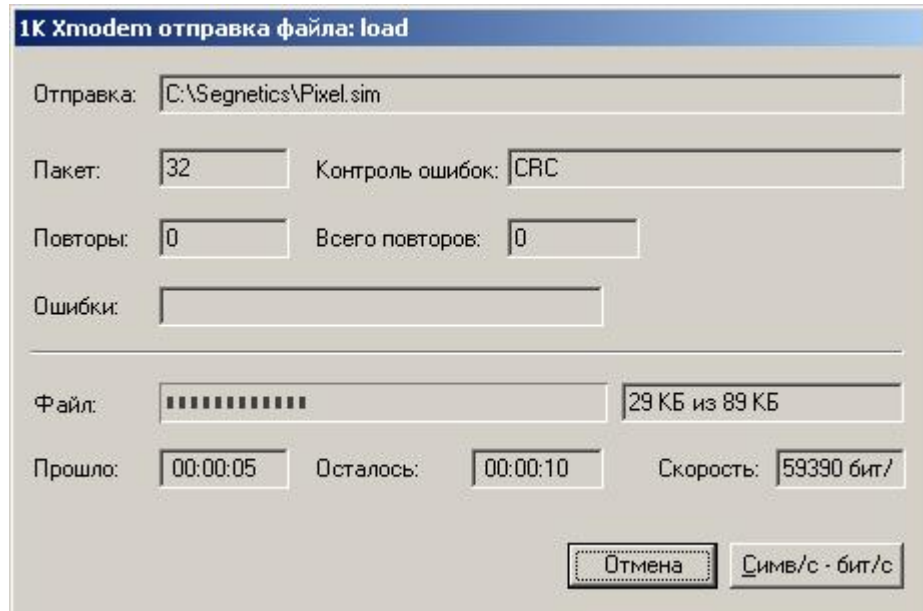 1K Xmodem отправка файла: load
Отправка: C:\Segnetics\Pixel.sim
Пакет: 32 Контроль ошибок: CRC
Повторы: 0 Всего повторов: 0
Ошибки:
Файл: 29 КБ из 89 КБ
Прошло: 00:00:05 Осталось: 00:00:10 Скорость: 59390 бит/
Отмена Симв/с - бит/с